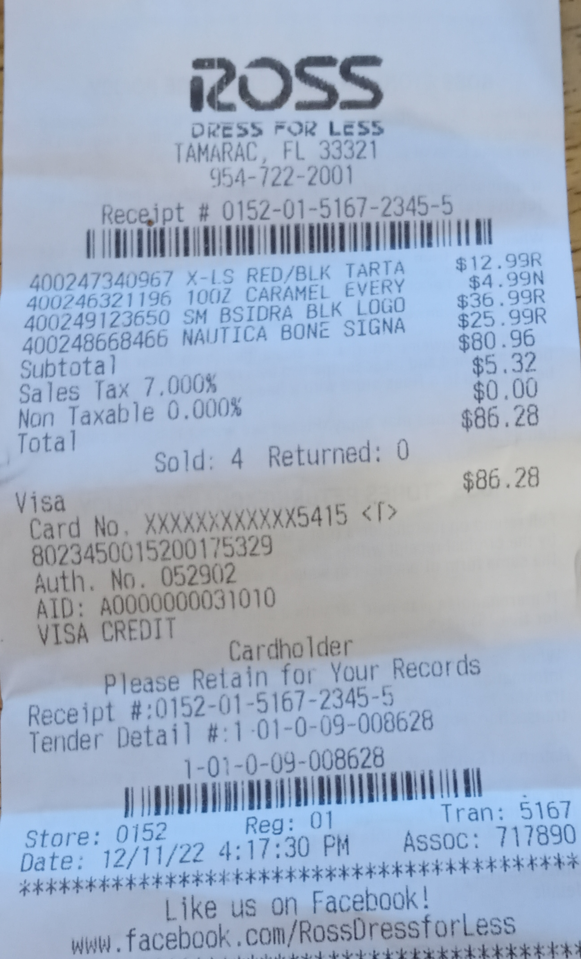 ROSS
DRESS FOR LESS
TAMARAC, FL 33321
954-722-2001
Receipt # 0152-01-5167-2345-5
400247340967 X-LS RED/BLK TARTA $12.99R
400246321196 10OZ CARAMEL EVERY $4.99N
400249123650 SM BSIDRA BLK LOGO $36.99R
400248668466 NAUTICA BONE SIGNA $25.99R
Subtotal $80.96
Sales Tax 7.000% $5.32
Non Taxable 0.000% $0.00
Total $86.28
Sold: 4 Returned: 0
Visa $86.28
Card No. XXXXXXXXXXXX5415 <T>
8023450015200175329
Auth. No. 052902
AID: A0000000031010
VISA CREDIT
Cardholder
Please Retain for Your Records
Receipt #:0152-01-5167-2345-5
Tender Detail #:1-01-0-09-008628
1-01-0-09-008628
Store: 0152 Reg: 01 Tran: 5167
Date: 12/11/22 4:17:30 PM Assoc: 717890
******************************************
Like us on Facebook!
www.facebook.com/RossDressforLess
******************************************